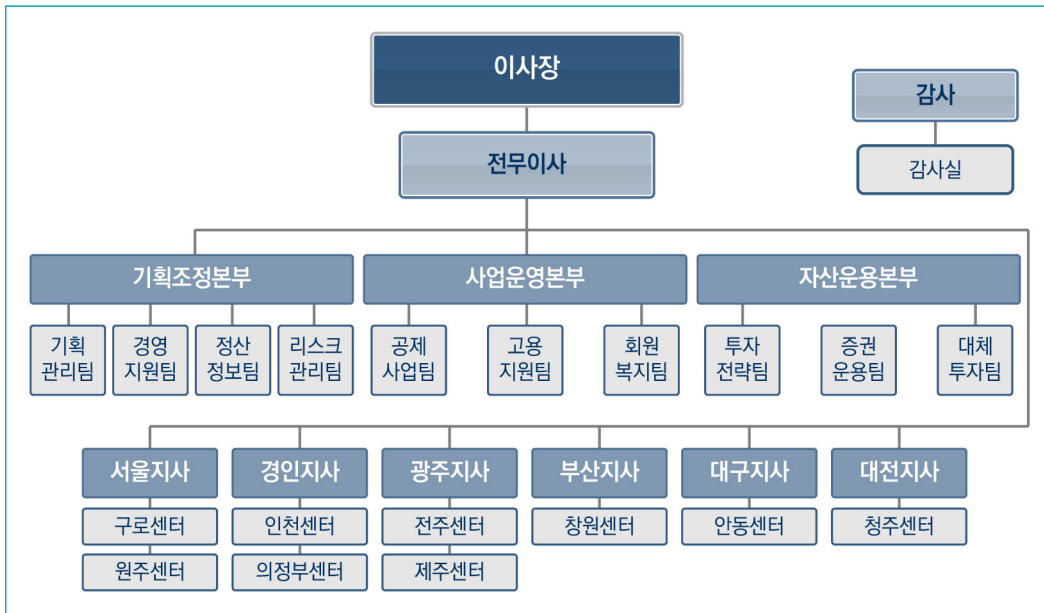 이사장
감사
전무이사
감사실
기획조정본부
사업운영본부
자산운용본부
기획
관리팀
경영
지원팀
정산
정보팀
리스크
관리팀
공제
사업팀
고용
지원팀
회원
복지팀
투자
전략팀
증권
운용팀
대체
투자팀
서울지사
경인지사
광주지사
부산지사
대구지사
대전지사
구로센터
인천센터
전주센터
창원센터
안동센터
청주센터
원주센터
의정부센터
제주센터